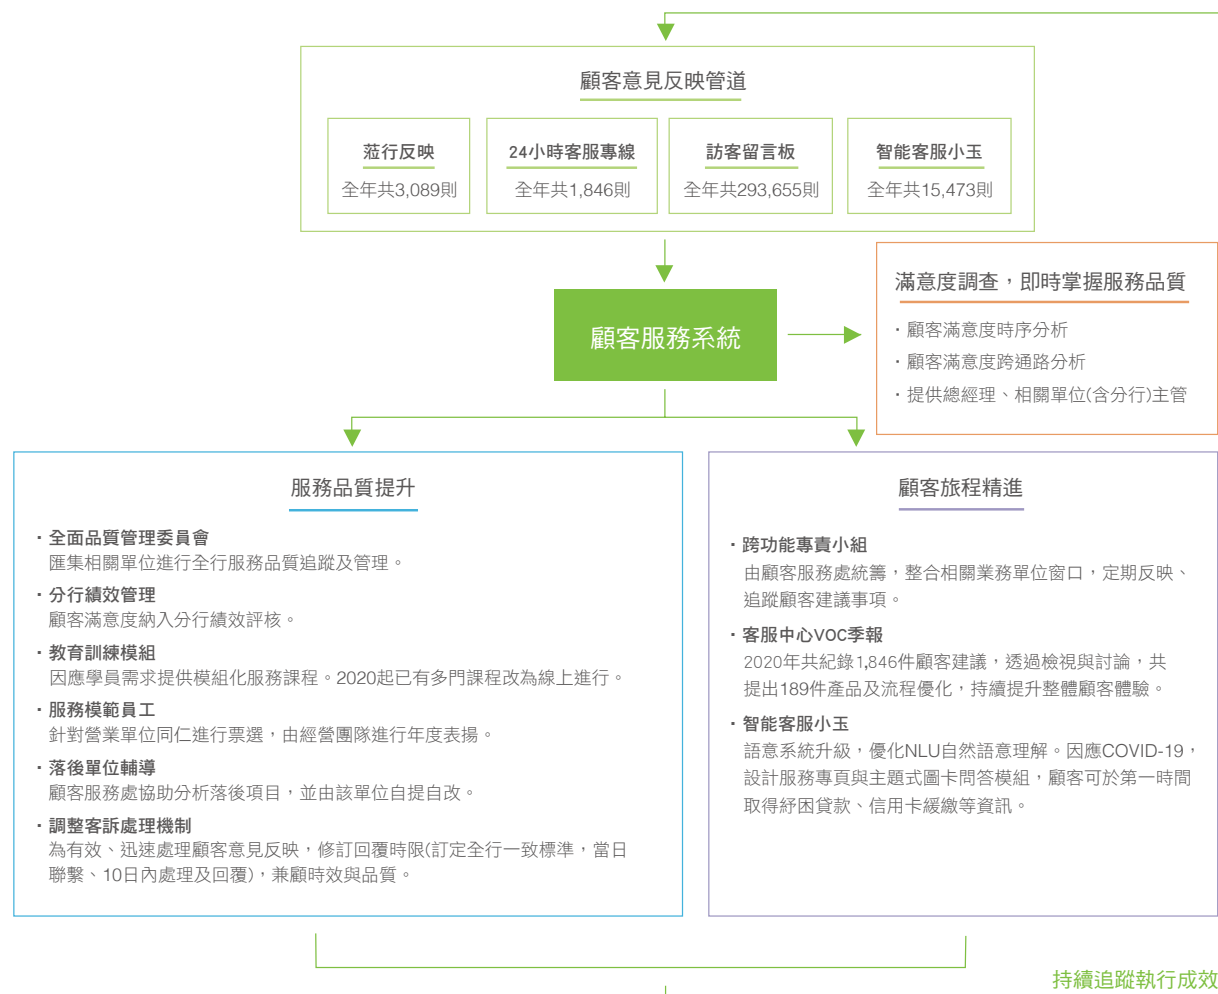 顧客意見反映管道
蒞行反映
全年共3,089則
24小時客服專線
全年共1,846則
訪客留言板
全年共293,655則
智能客服小玉
全年共15,473則
顧客服務系統
滿意度調查，即時掌握服務品質
・顧客滿意度時序分析
・顧客滿意度跨通路分析
・提供總經理、相關單位(含分行)主管
服務品質提升
・全面品質管理委員會
匯集相關單位進行全行服務品質追蹤及管理。
・分行績效管理
顧客滿意度納入分行績效評核。
・教育訓練模組
因應學員需求提供模組化服務課程。2020起已有多門課程改為線上進行。
・服務模範員工
針對營業單位同仁進行票選，由經營團隊進行年度表揚。
・落後單位輔導
顧客服務處協助分析落後項目，並由該單位自提自改。
・調整客訴處理機制
為有效、迅速處理顧客意見反映，修訂回覆時限(訂定全行一致標準，當日
聯繫、10日內處理及回覆)，兼顧時效與品質。
顧客旅程精進
・跨功能專責小組
由顧客服務處統籌，整合相關業務單位窗口，定期反映、
追蹤顧客建議事項。
・客服中心VOC季報
2020年共紀錄1,846件顧客建議，透過檢視與討論，共
提出189件產品及流程優化，持續提升整體顧客體驗。
・智能客服小玉
語意系統升級，優化NLU自然語意理解。因應COVID-19，
設計服務專頁與主題式圖卡問答模組，顧客可於第一時間
取得紓困貸款、信用卡緩繳等資訊。
持續追蹤執行成效